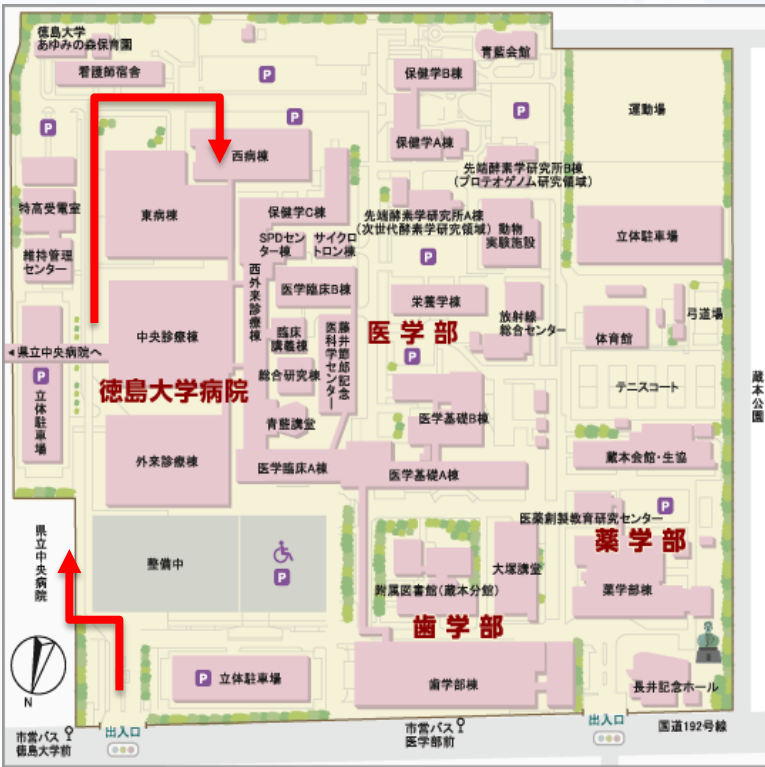 徳島大学
あゆみの森保育園
看護師宿舎
P
P
P
P
青藍会館
保健学B棟
保健学A棟
運動場
西病棟
東病棟
特高受電室
維持管理
センター
保健学C棟
SPDセン
ター棟
サイクロ
トロン棟
先端酵素学研究所B棟
(プロテオゲノム研究領域)
先端酵素学研究所A棟
(次世代酵素学研究領域)
動物
実験施設
P
立体駐車場
西外来診療棟
医学臨床B棟
栄養学棟
放射線
総合センター
体育館
弓道場
中央診療棟
臨床
講義棟
藤井節郎記念
医科学センター
医学部
P
◀県立中央病院へ
P
立体駐車場
徳島大学病院
総合研究棟
テニスコート
蔵本公園
青藍講堂
医学基礎B棟
外来診療棟
医学臨床A棟
医学基礎A棟
蔵本会館・生協
P
医薬創製教育研究センター
薬学部
県立中央病院
整備中
P
大塚講堂
附属図書館(蔵本分館)
薬学部棟
歯学部
N
P
立体駐車場
歯学部棟
長井記念ホール
市営バス
徳島大学前
出入口
市営バス
医学部前
出入口
国道192号線